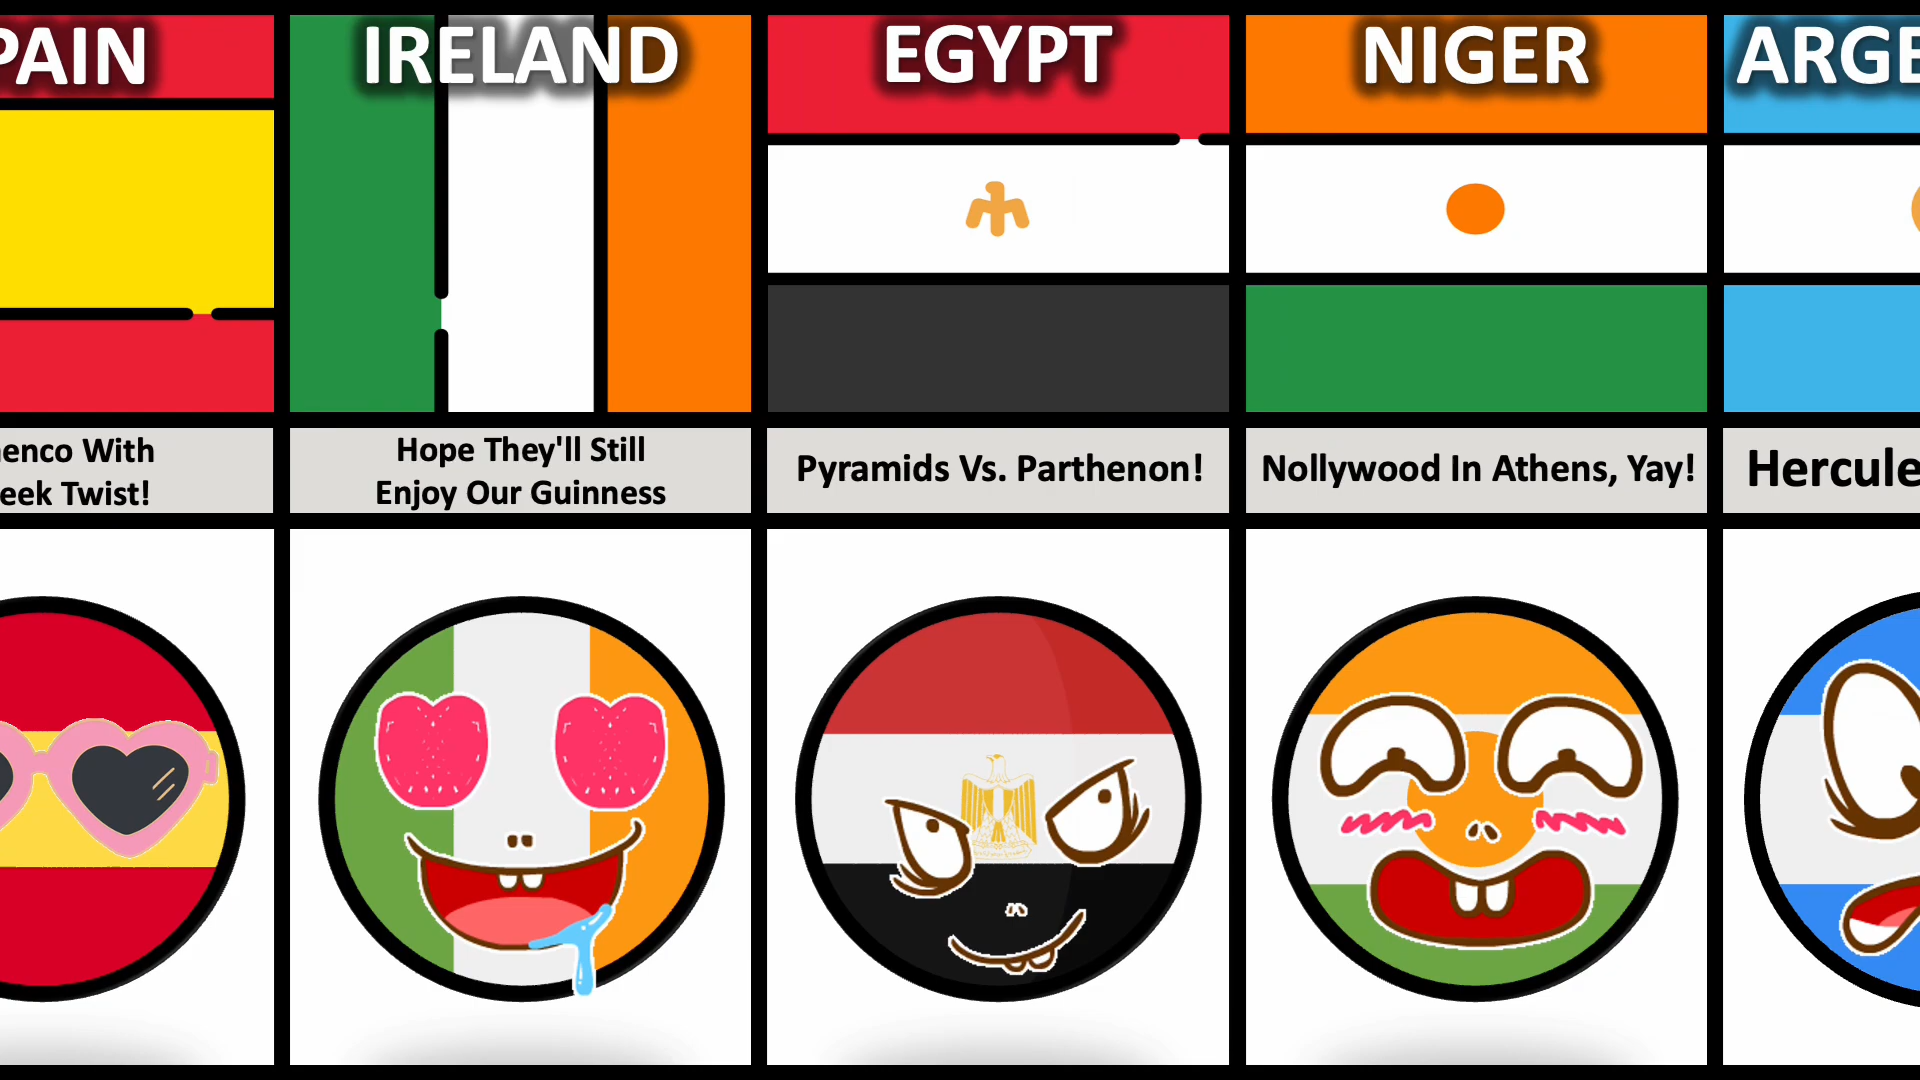 PAIN
IRELAND
EGYPT
NIGER
ARGE
enco With
eek Twist!
Hope They'll Still
Enjoy Our Guinness
Pyramids Vs. Parthenon!
Nollywood In Athens, Yay!
Hercule